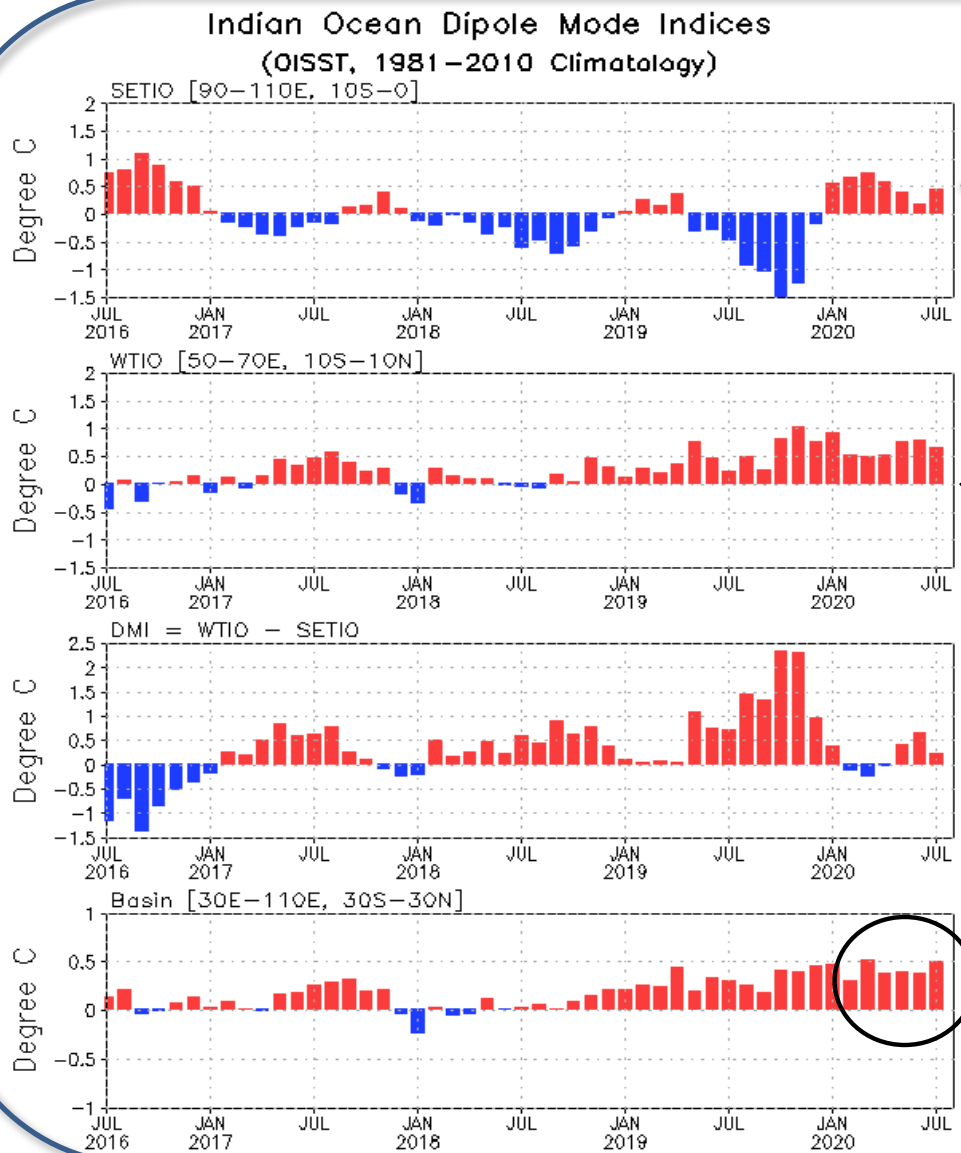 Indian Ocean Dipole Mode Indices
(OISST, 1981–2010 Climatology)
SETIO [90–110E, 10S–0]
Degree C
2
1.5
1
0.5
0
−0.5
−1
−1.5
JUL JAN JUL JAN JUL JAN JUL JAN JUL
2016 2017 2018 2019 2020
WTIO [50–70E, 10S–10N]
Degree C
2
1.5
1
0.5
0
−0.5
−1
−1.5
JUL JAN JUL JAN JUL JAN JUL JAN JUL
2016 2017 2018 2019 2020
DMI = WTIO – SETIO
Degree C
2.5
2
1.5
1
0.5
0
−0.5
−1
−1.5
JUL JAN JUL JAN JUL JAN JUL JAN JUL
2016 2017 2018 2019 2020
Basin [30E–110E, 30S–30N]
Degree C
1
0.5
0
−0.5
−1
JUL JAN JUL JAN JUL JAN JUL JAN JUL
2016 2017 2018 2019 2020